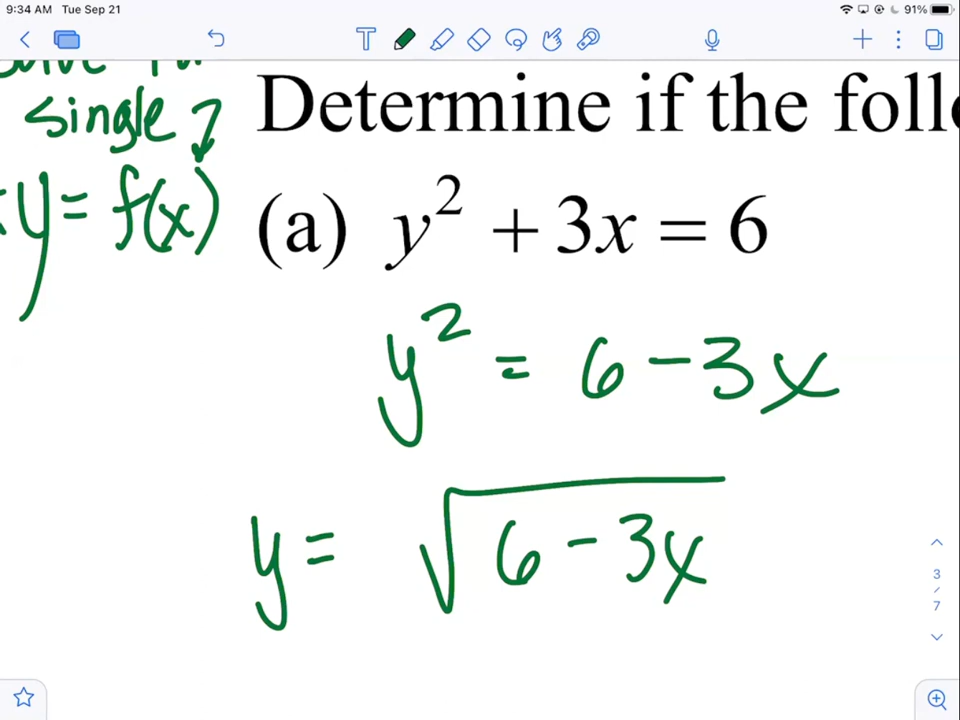 9:34 AM Tue Sep 21
91%
T
single
y = f(x)
Determine if the
(a) y² + 3x = 6
y² = 6 - 3x
y = √(6 - 3x)
3
/
7